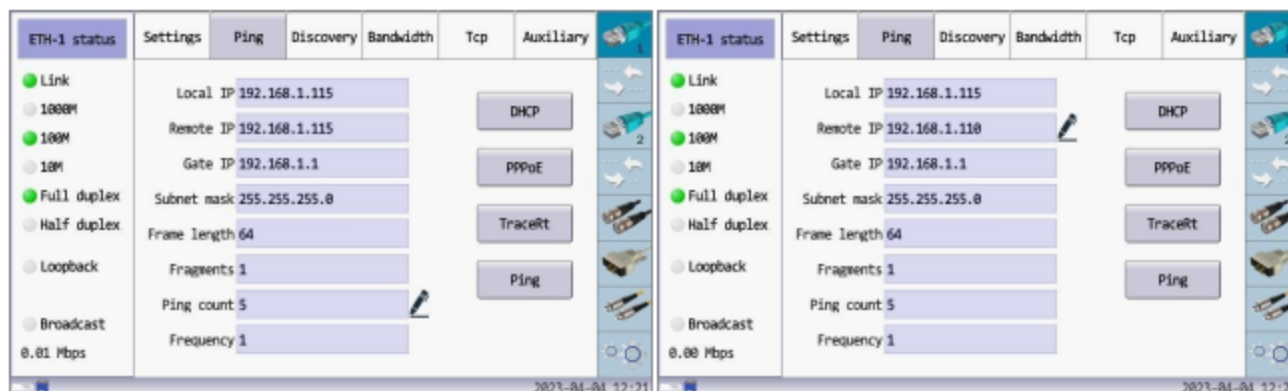 ETH-1 status
Settings Ping Discovery Bandwidth Tcp Auxiliary
1
Link
1000M
100M
10M
Full duplex
Half duplex
Loopback
Broadcast
0.01 Mbps
Local IP 192.168.1.115
Remote IP 192.168.1.115
Gate IP 192.168.1.1
Subnet mask 255.255.255.0
Frame length 64
Fragments 1
Ping count 5
Frequency 1
DHCP
PPPoE
TraceRt
Ping
2
2023-04-04 12:21
ETH-1 status
Settings Ping Discovery Bandwidth Tcp Auxiliary
Link
1000M
100M
10M
Full duplex
Half duplex
Loopback
Broadcast
0.00 Mbps
Local IP 192.168.1.115
Remote IP 192.168.1.110
Gate IP 192.168.1.1
Subnet mask 255.255.255.0
Frame length 64
Fragments 1
Ping count 5
Frequency 1
DHCP
PPPoE
TraceRt
Ping
2023-04-04